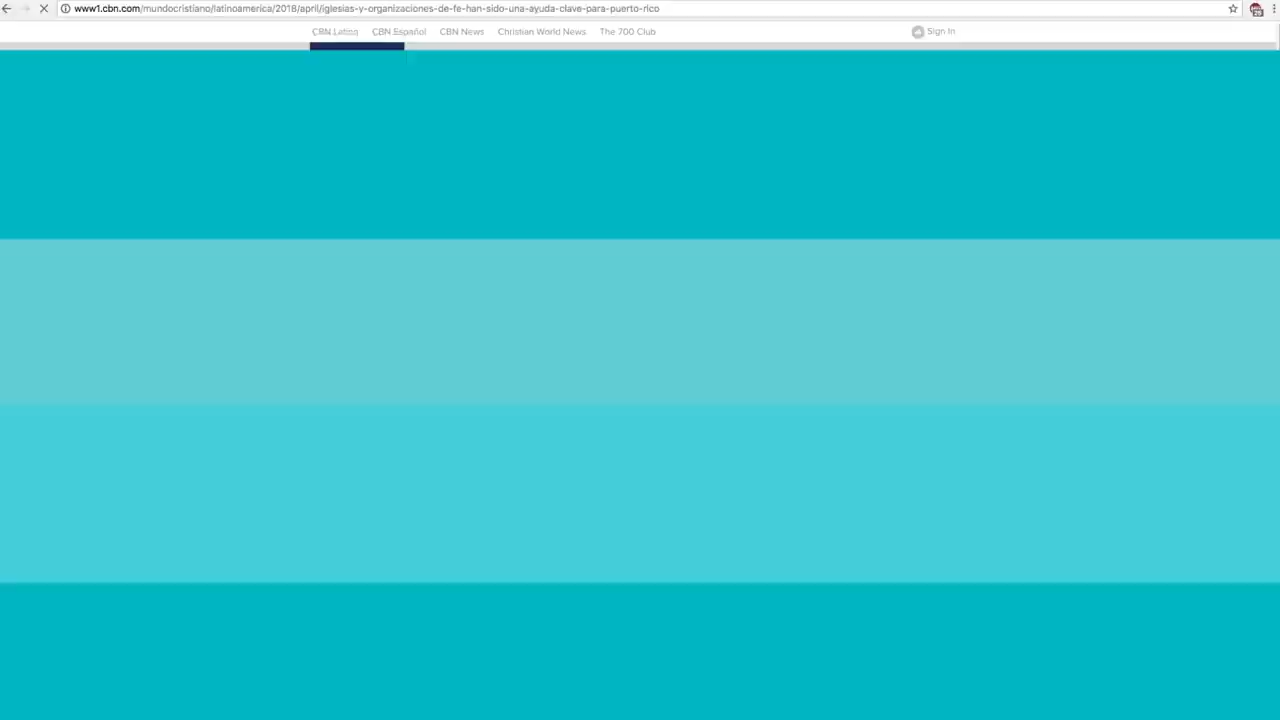 www1.cbn.com/mundocristiano/latinoamerica/2018/april/iglesias-y-organizaciones-de-fe-han-sido-una-ayuda-clave-para-puerto-rico
CBN Latino CBN Español CBN News Christian World News The 700 Club Sign In